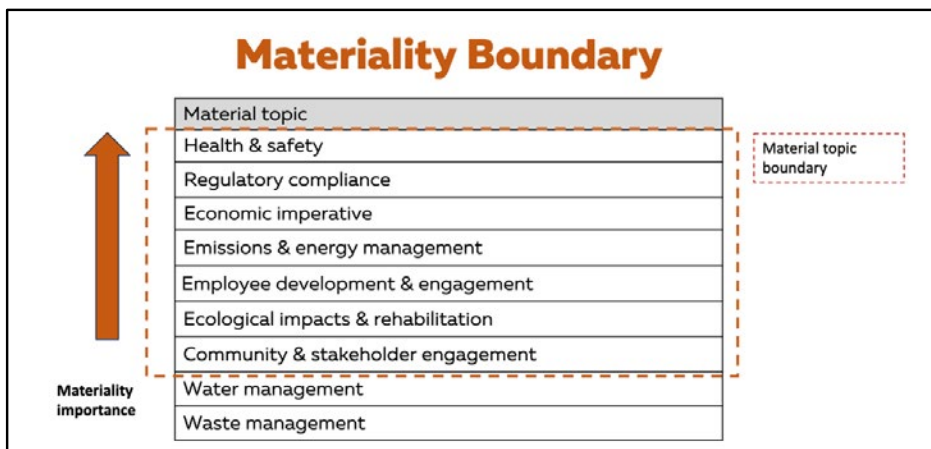 Materiality Boundary
Material topic
Health & safety
Regulatory compliance
Economic imperative
Emissions & energy management
Employee development & engagement
Ecological impacts & rehabilitation
Community & stakeholder engagement
Water management
Waste management
Material topic
boundary
Materiality
importance